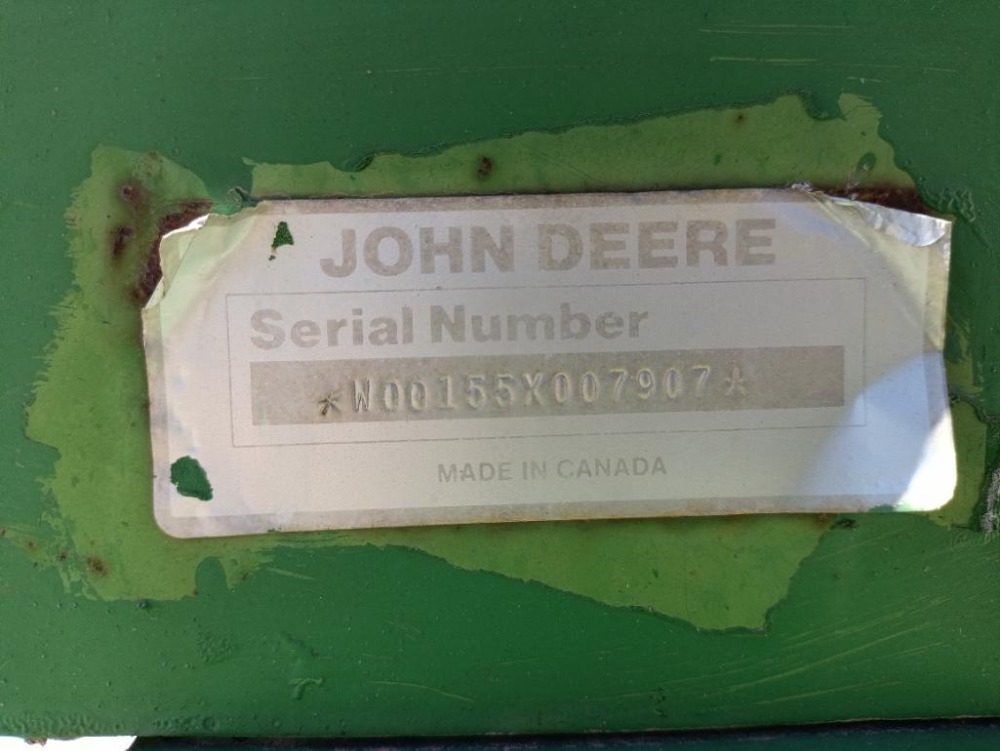 JOHN DEERE
Serial Number
*W00155X007907*
MADE IN CANADA